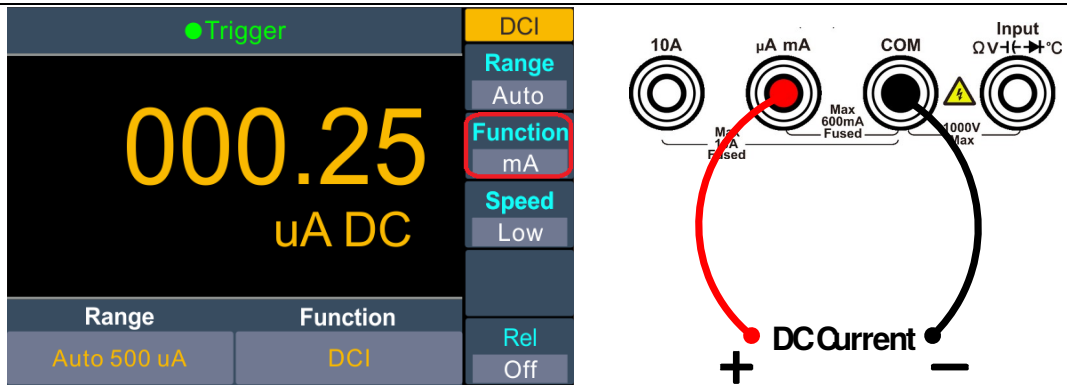 Trigger
000.25
uA DC
Range
Function
Auto 500 uA
DCI
DCI
Range
Auto
Function
mA
Speed
Low
Rel
Off
10A
µA mA
COM
Input
ΩV °C
Max
600mA
Fused
Max
Fused
1000V
Max
DC Current
+
−